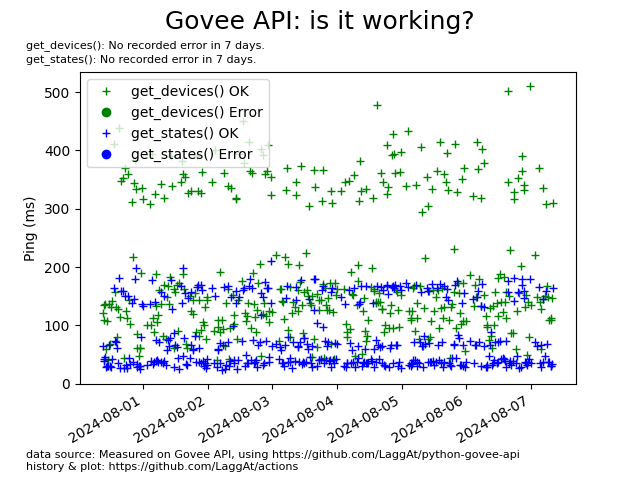 Govee API: is it working?
get_devices(): No recorded error in 7 days.
get_states(): No recorded error in 7 days.
get_devices() OK
get_devices() Error
get_states() OK
get_states() Error
Ping (ms)
500
400
300
200
100
0
2024-08-01 2024-08-02 2024-08-03 2024-08-04 2024-08-05 2024-08-06 2024-08-07
data source: Measured on Govee API, using https://github.com/LaggAt/python-govee-api
history & plot: https://github.com/LaggAt/actions